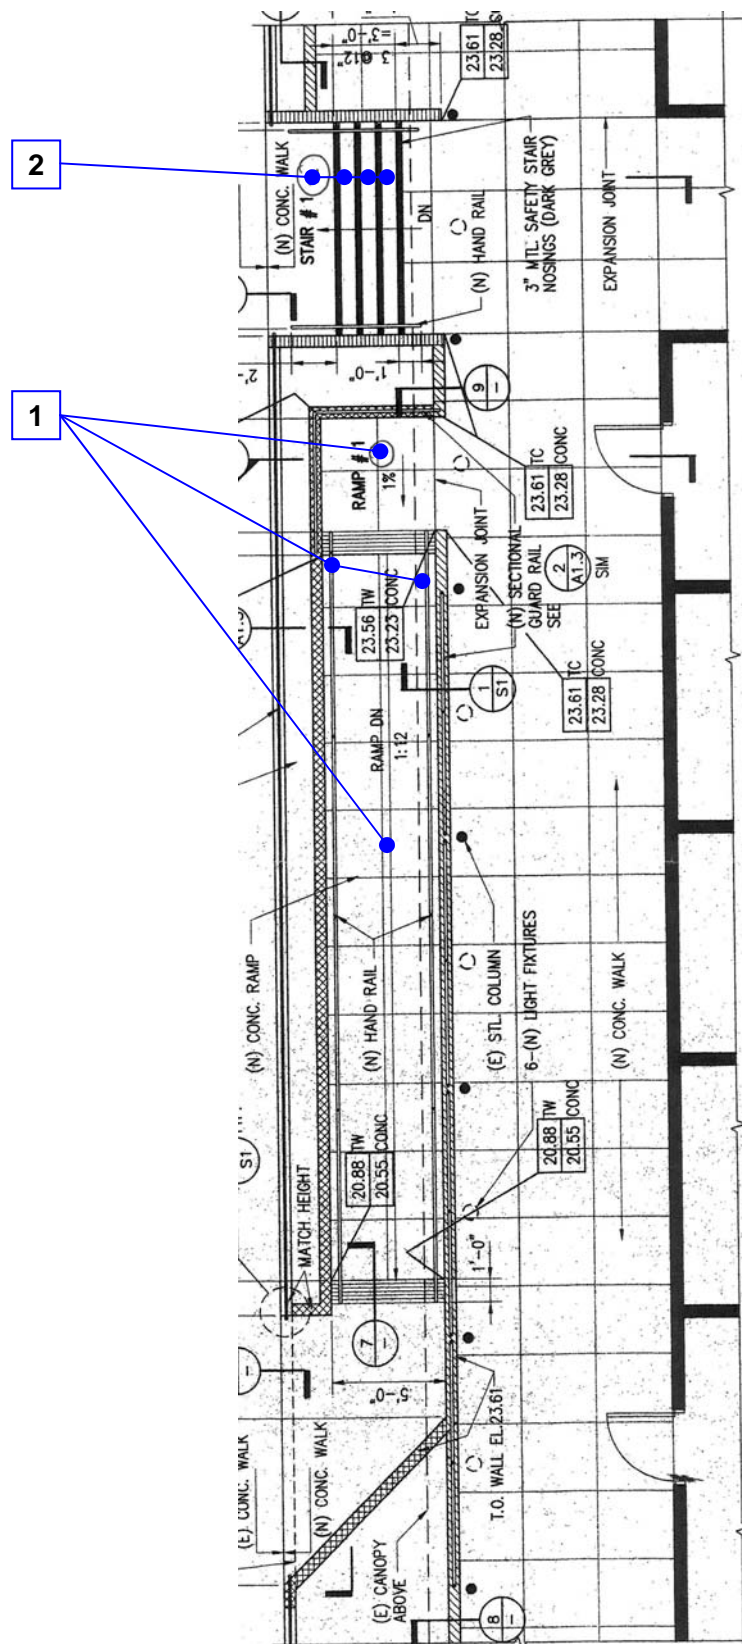 TC
23.61
23.28
3 @12"
=3'-0"
2
(N) CONC. WALK
STAIR # 1
DN
(N) HAND RAIL
3" MTL. SAFETY STAIR
NOSINGS (DARK GREY)
EXPANSION JOINT
2'-
1'-0"
1
9
-
RAMP # 1
1%
23.61 TC
23.28 CONC
EXPANSION JOINT
(N) SECTIONAL
GUARD RAIL
SEE
2
A1.3
SIM
23.56 TW
23.23 CONC
1
S1
23.61 TC
23.28 CONC
RAMP DN
1:12
(N) CONC. RAMP
(N) HAND RAIL
(E) STL. COLUMN
6-(N) LIGHT FIXTURES
(N) CONC. WALK
S1
MATCH HEIGHT
20.88 TW
20.55 CONC
20.88 TW
20.55 CONC
1'-0"
7
-
5'-0"
T.O. WALL EL.23.61
(E) CONC. WALK
(N) CONC. WALK
(E) CANOPY
ABOVE
8
-